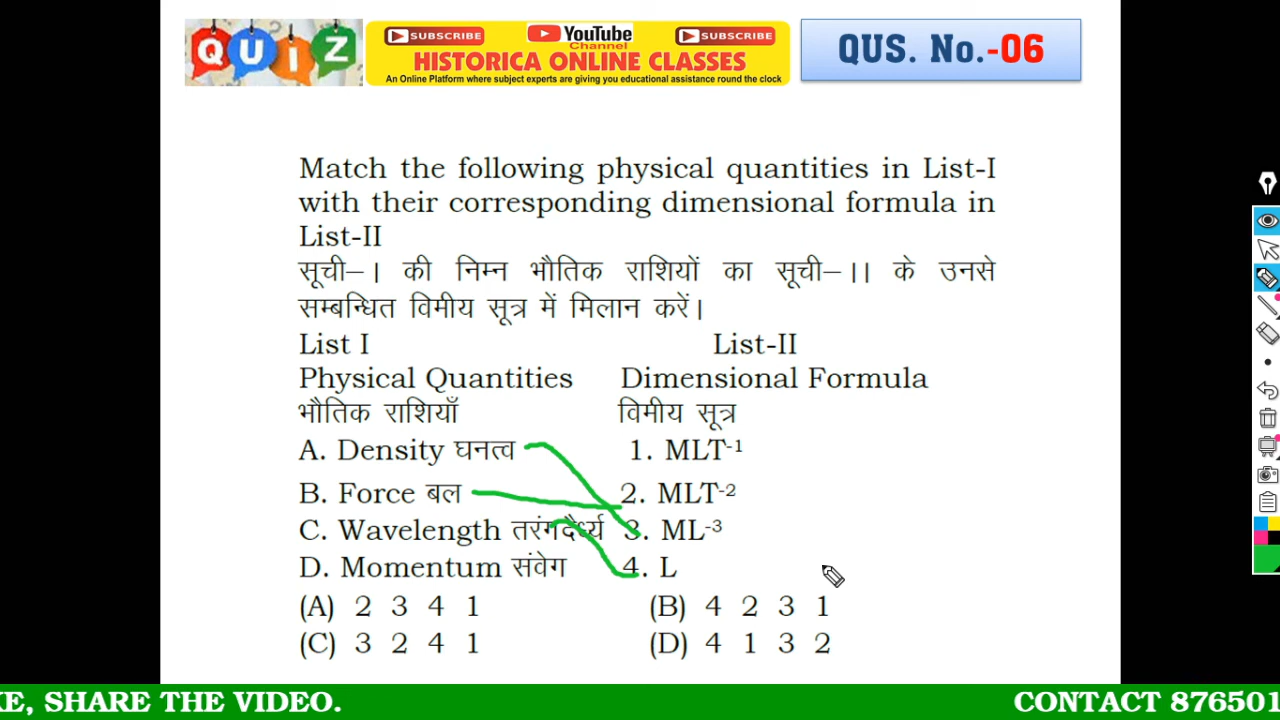 QUIZ
SUBSCRIBE YouTube SUBSCRIBE
Channel
HISTORICA ONLINE CLASSES
An Online Platform where subject experts are giving you educational assistance round the clock
QUS. No.-06
Match the following physical quantities in List-I
with their corresponding dimensional formula in
List-II
सूची–I की निम्न भौतिक राशियों का सूची–II के उनसे
सम्बन्धित विमीय सूत्र में मिलान करें।
List I List-II
Physical Quantities Dimensional Formula
भौतिक राशियाँ विमीय सूत्र
A. Density घनत्व 1. MLT⁻¹
B. Force बल 2. MLT⁻²
C. Wavelength तरंगदैर्ध्य 3. ML⁻³
D. Momentum संवेग 4. L
(A) 2 3 4 1 (B) 4 2 3 1
(C) 3 2 4 1 (D) 4 1 3 2
KE, SHARE THE VIDEO. CONTACT 876501